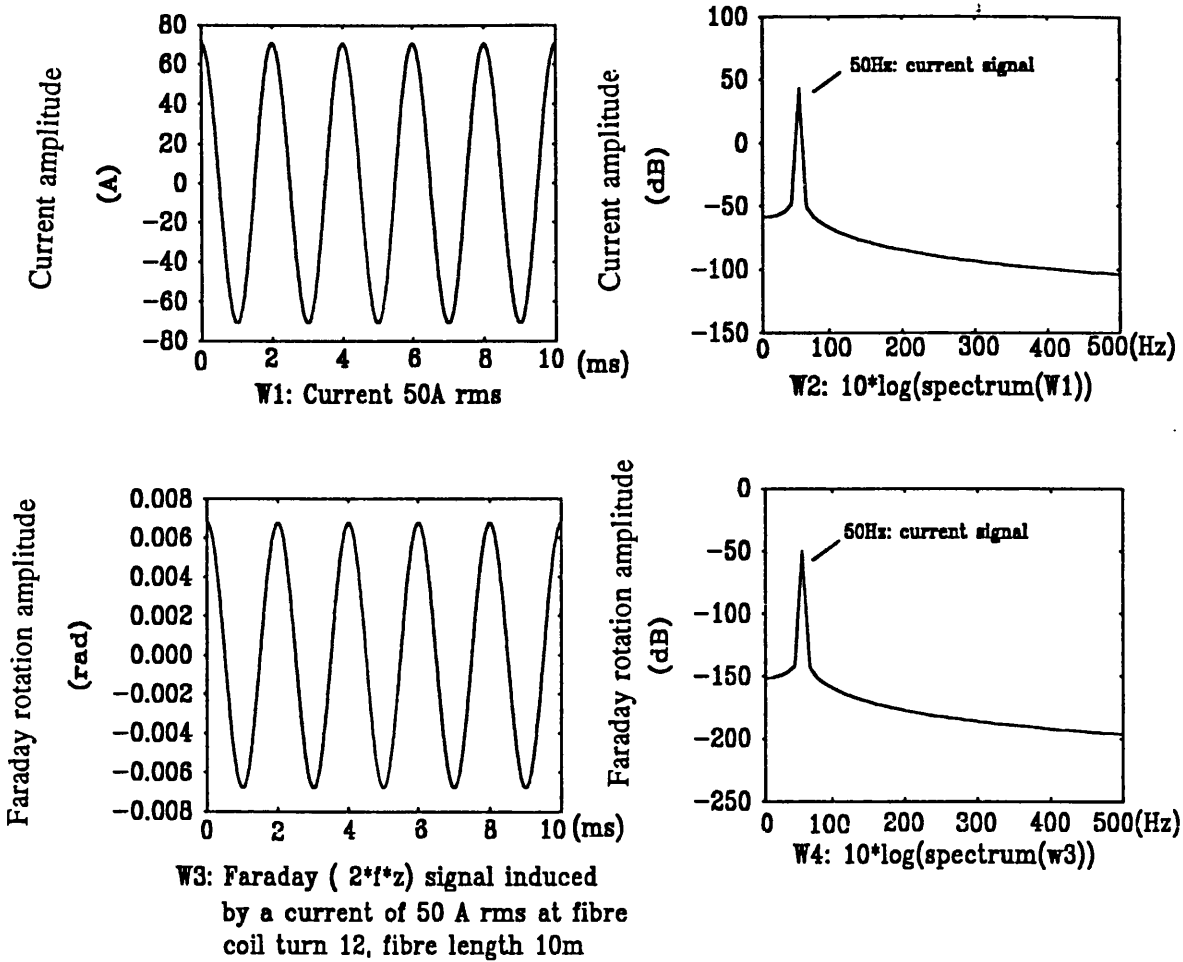 Current amplitude
(A)
80
60
40
20
0
−20
−40
−60
−80
0 2 4 6 8 10 (ms)
W1: Current 50A rms
Current amplitude
(dB)
100
50
0
−50
−100
−150
50Hz: current signal
0 100 200 300 400 500(Hz)
W2: 10*log(spectrum(W1))
Faraday rotation amplitude
(rad)
0.008
0.006
0.004
0.002
0.000
−0.002
−0.004
−0.006
−0.008
0 2 4 6 8 10 (ms)
W3: Faraday ( 2*f*z) signal induced
by a current of 50 A rms at fibre
coil turn 12, fibre length 10m
Faraday rotation amplitude
(dB)
0
−50
−100
−150
−200
−250
50Hz: current signal
0 100 200 300 400 500(Hz)
W4: 10*log(spectrum(w3))